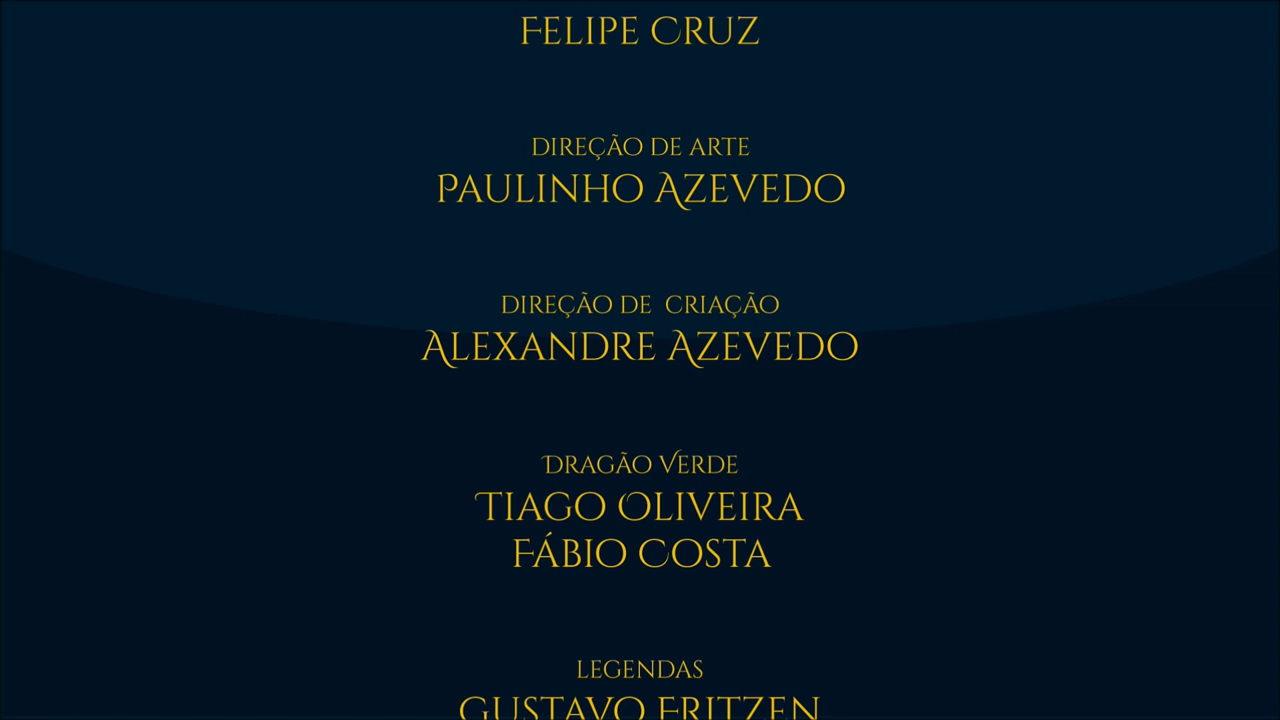 Felipe Cruz
direção de arte
Paulinho Azevedo
direção de criação
Alexandre Azevedo
Dragão Verde
Tiago Oliveira
Fábio Costa
legendas
Gustavo Fritzen